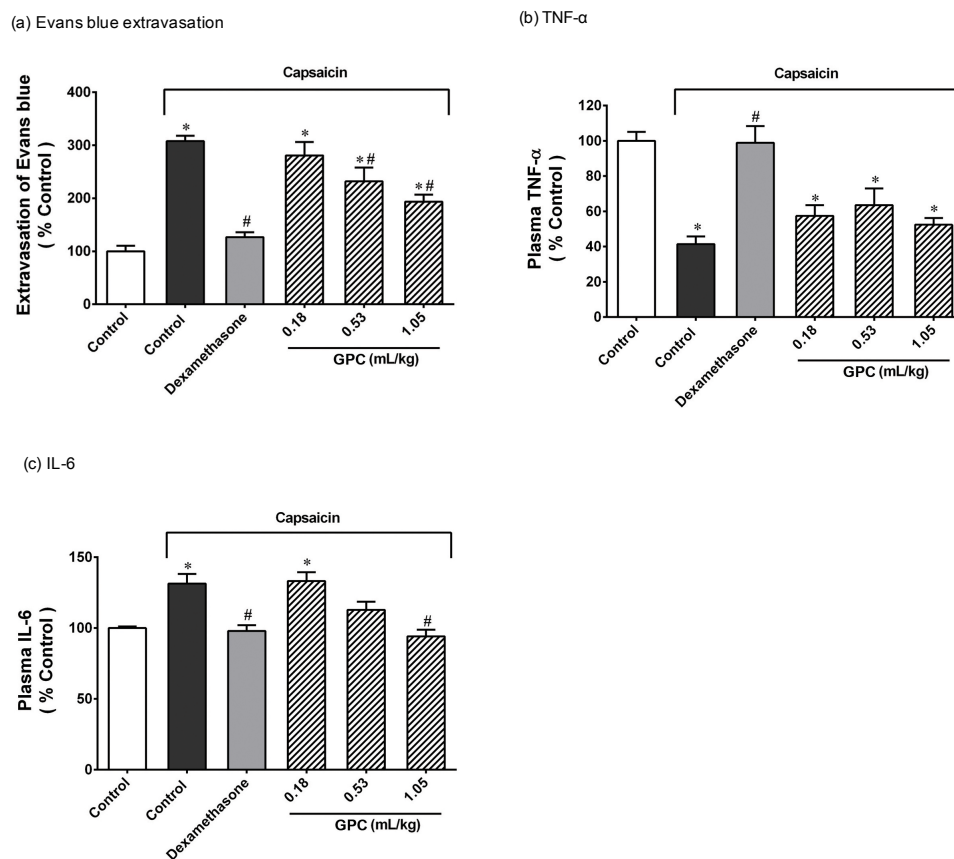 (a) Evans blue extravasation
Capsaicin
Extravasation of Evans blue
( % Control )
400
300
200
100
0
*
#
*
*#
*#
Control
Control
Dexamethasone
0.18
0.53
1.05
GPC (mL/kg)
(b) TNF-α
Capsaicin
Plasma TNF-α
( % Control )
120
100
80
60
40
20
0
*
#
*
*
*
Control
Control
Dexamethasone
0.18
0.53
1.05
GPC (mL/kg)
(c) IL-6
Capsaicin
Plasma IL-6
( % Control )
150
100
50
0
*
#
*
#
Control
Control
Dexamethasone
0.18
0.53
1.05
GPC (mL/kg)